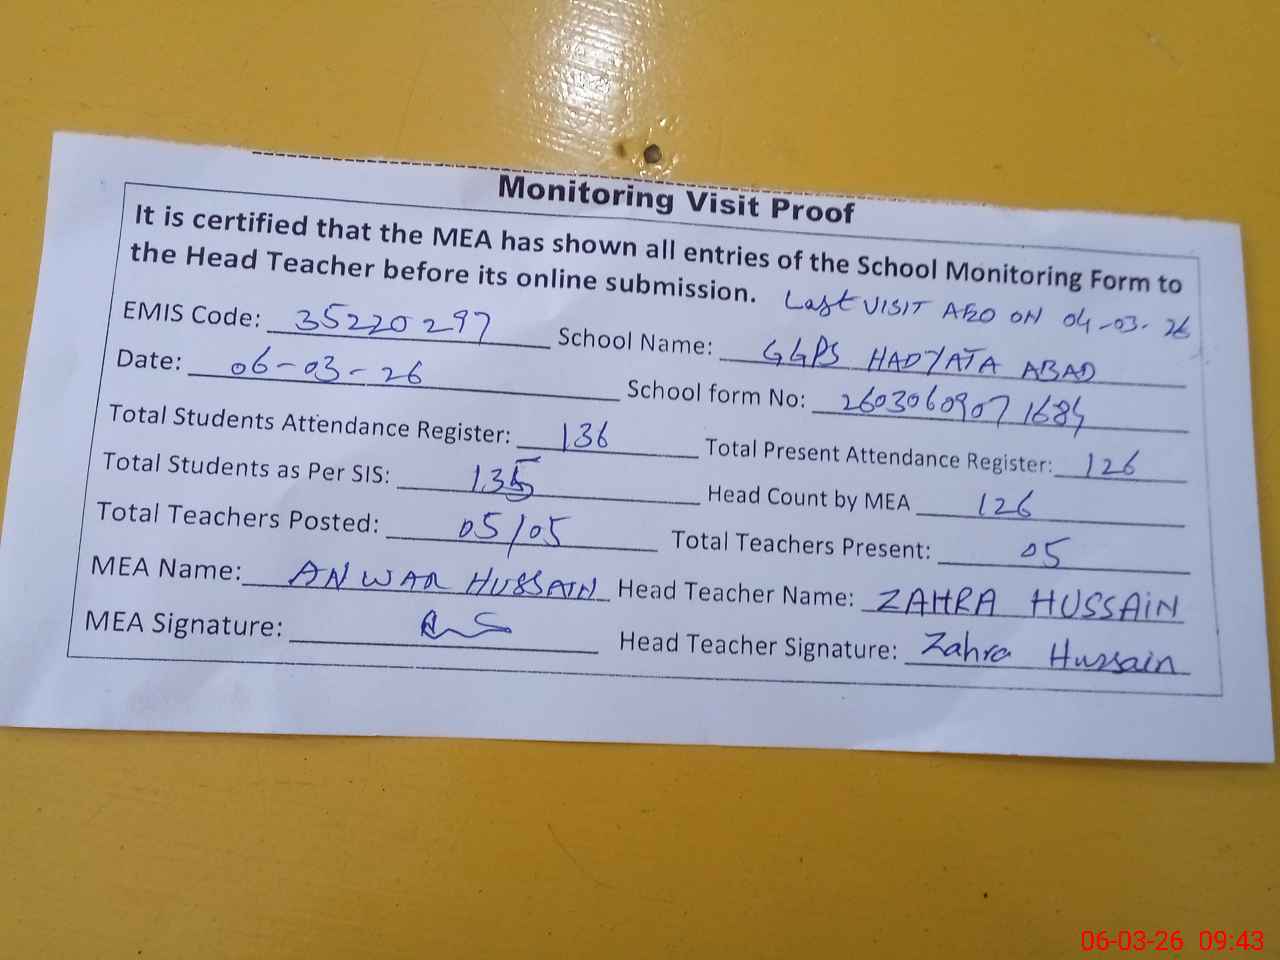 Monitoring Visit Proof
It is certified that the MEA has shown all entries of the School Monitoring Form to
the Head Teacher before its online submission. Last VISIT AEO ON 04-03-26
EMIS Code: 35220297 School Name: GGPS HADYATA ABAD
Date: 06-03-26 School form No: 26030609071684
Total Students Attendance Register: 136 Total Present Attendance Register: 126
Total Students as Per SIS: 135 Head Count by MEA 126
Total Teachers Posted: 05/05 Total Teachers Present: 05
MEA Name: ANWAR HUSSAIN Head Teacher Name: ZAHRA HUSSAIN
MEA Signature: Head Teacher Signature: Zahra Hussain
06-03-26 09:43